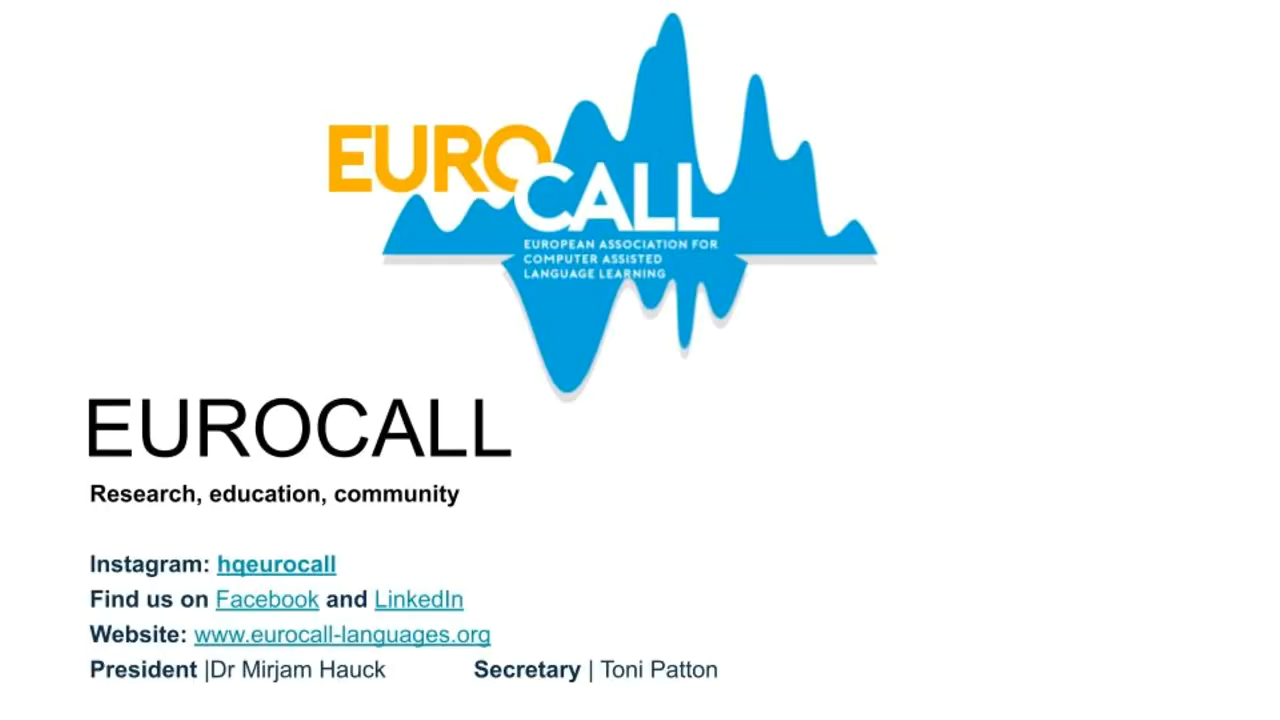 EURO
CALL
EUROPEAN ASSOCIATION FOR
COMPUTER ASSISTED
LANGUAGE LEARNING
EUROCALL
Research, education, community
Instagram: hqeurocall
Find us on Facebook and LinkedIn
Website: www.eurocall-languages.org
President |Dr Mirjam Hauck Secretary | Toni Patton